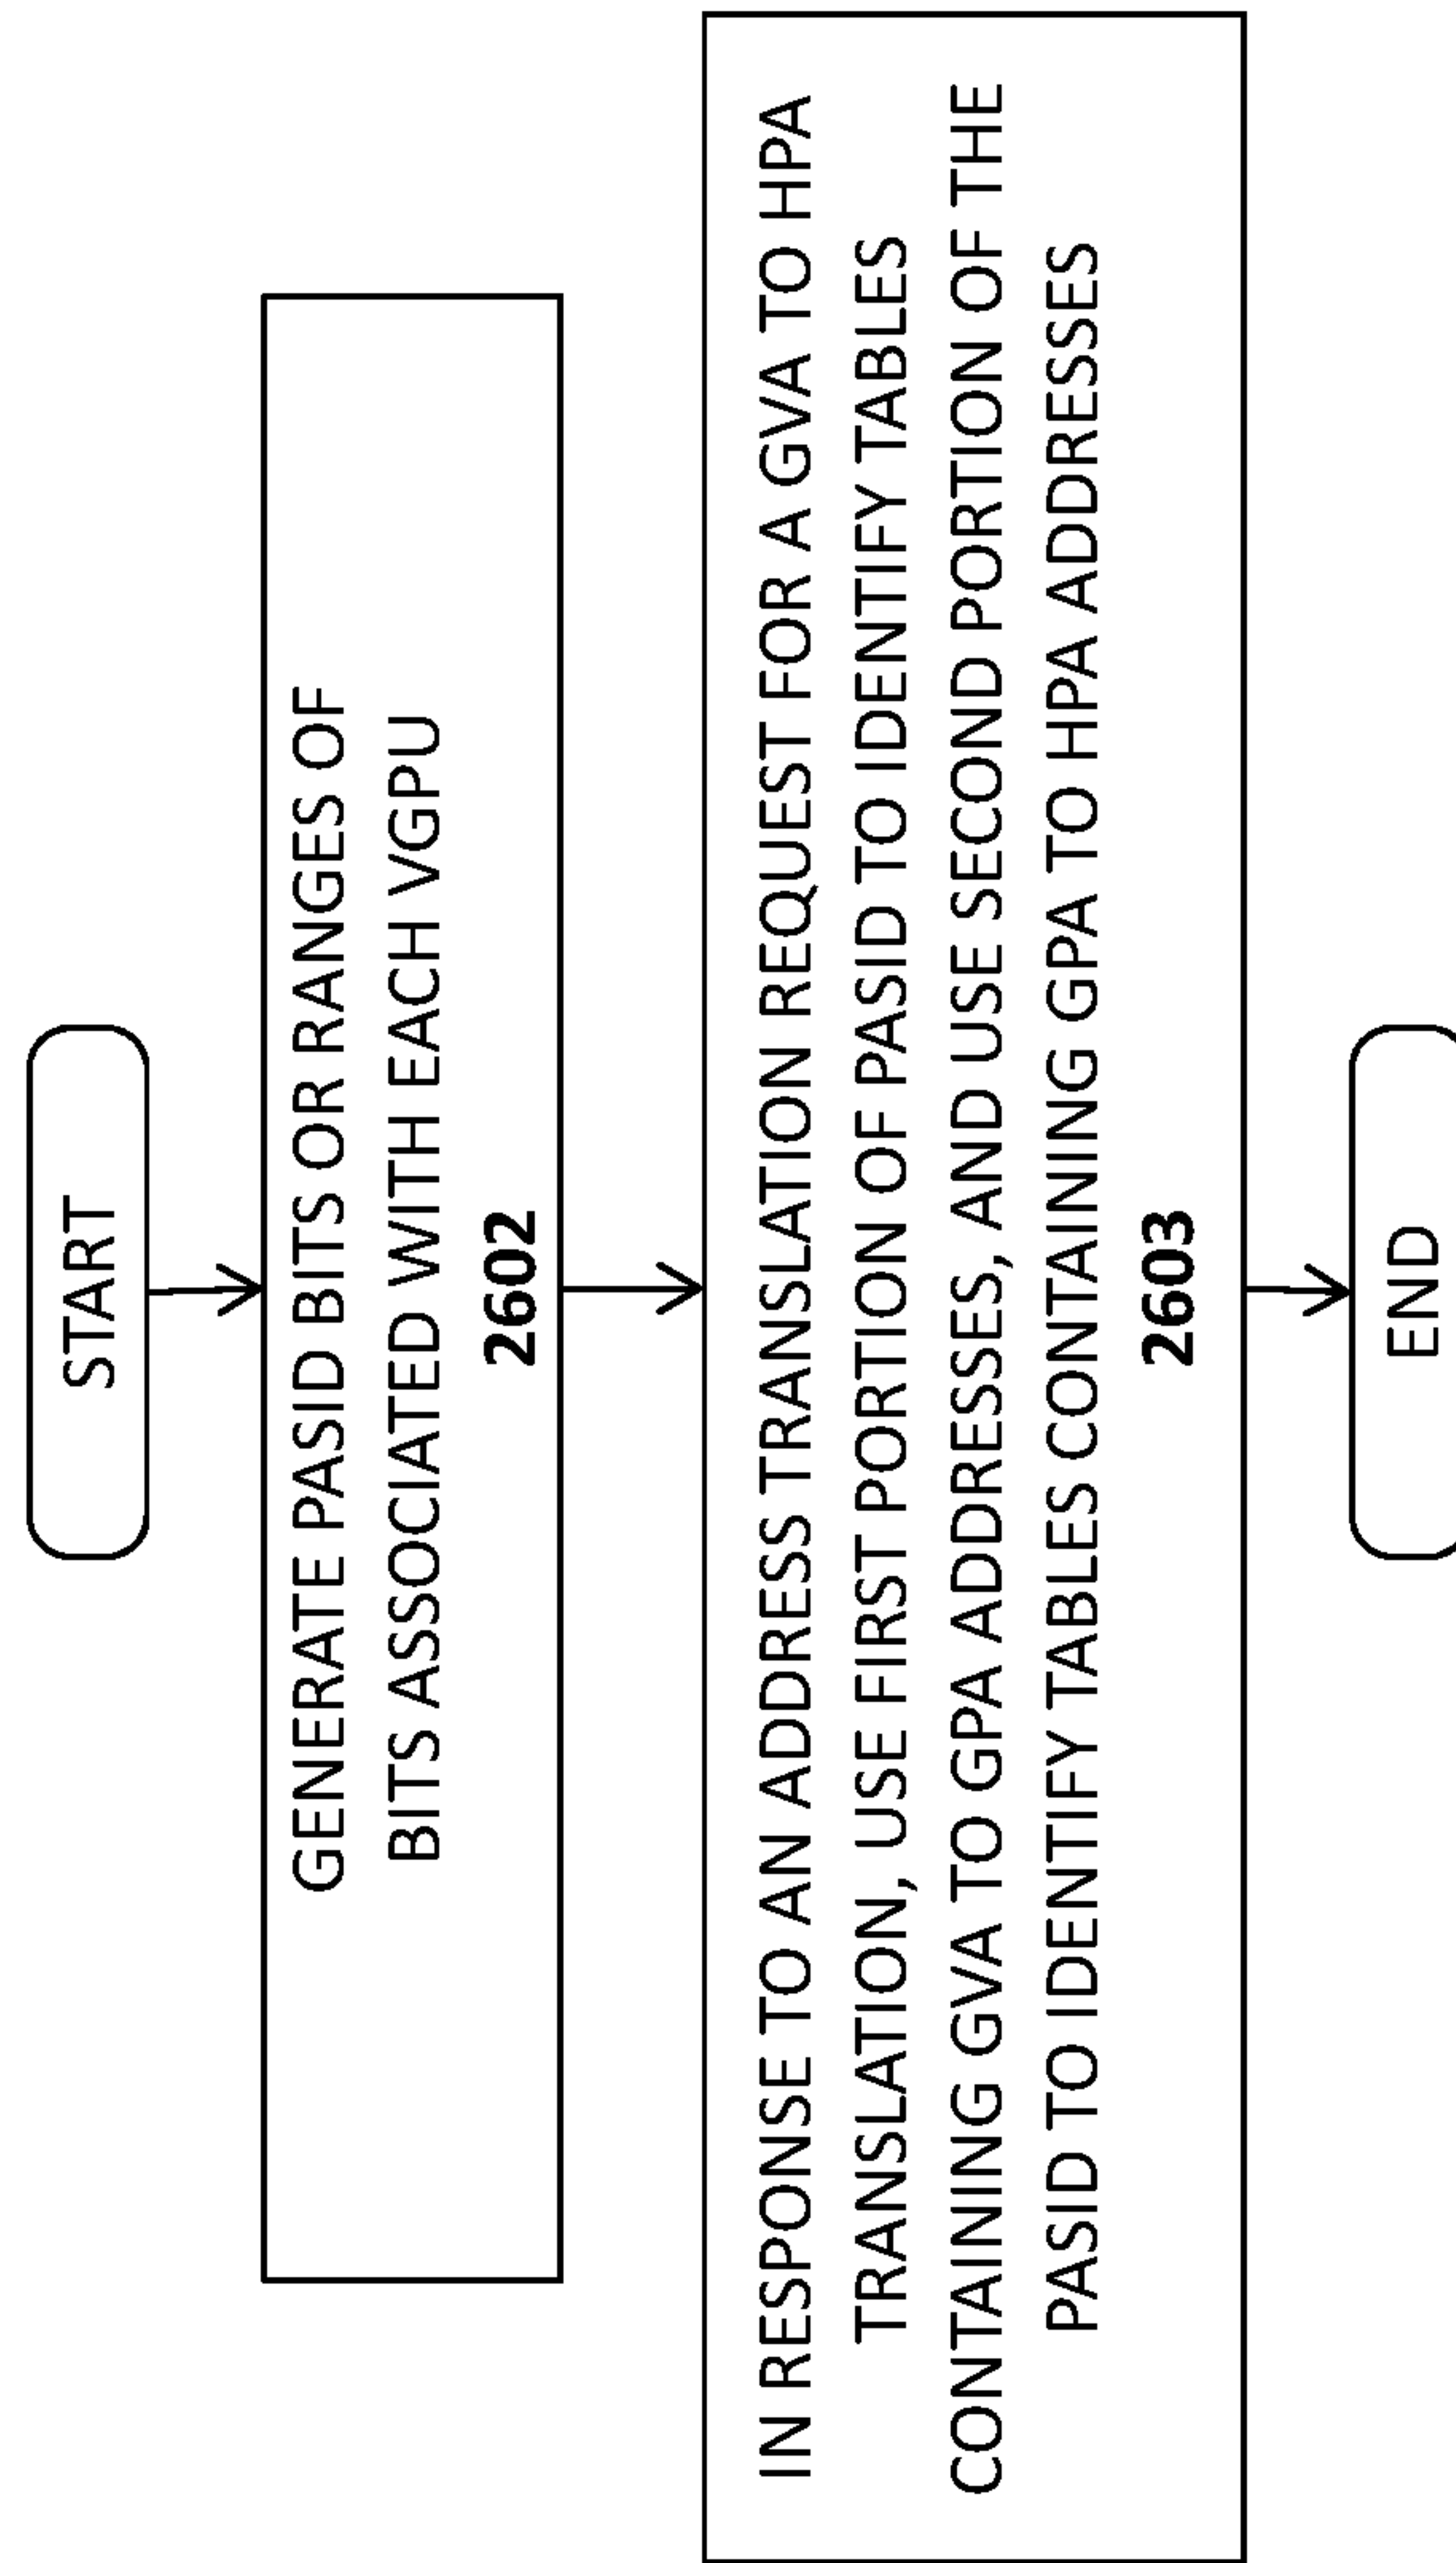 START
GENERATE PASID BITS OR RANGES OF
BITS ASSOCIATED WITH EACH VGPU
2602
IN RESPONSE TO AN ADDRESS TRANSLATION REQUEST FOR A GVA TO HPA
TRANSLATION, USE FIRST PORTION OF PASID TO IDENTIFY TABLES
CONTAINING GVA TO GPA ADDRESSES, AND USE SECOND PORTION OF THE
PASID TO IDENTIFY TABLES CONTAINING GPA TO HPA ADDRESSES
2603
END